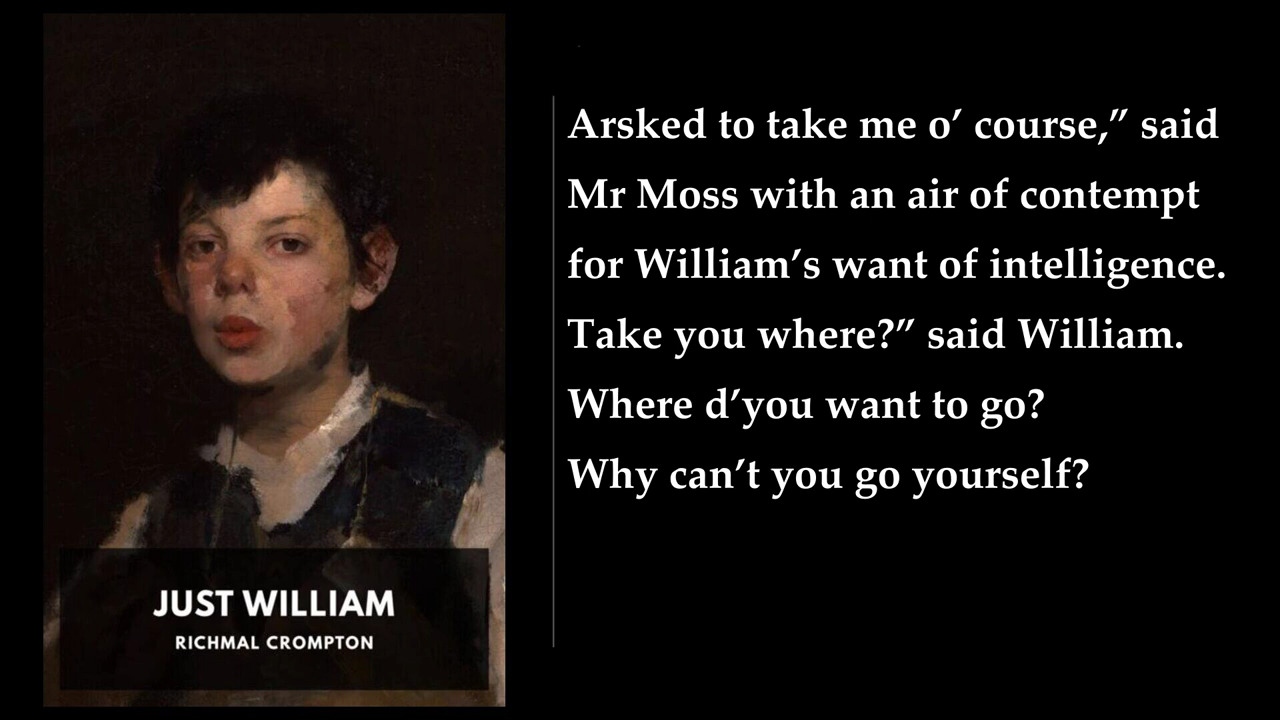 JUST WILLIAM
RICHMAL CROMPTON
Arsked to take me o’ course,” said
Mr Moss with an air of contempt
for William’s want of intelligence.
Take you where?” said William.
Where d’you want to go?
Why can’t you go yourself?